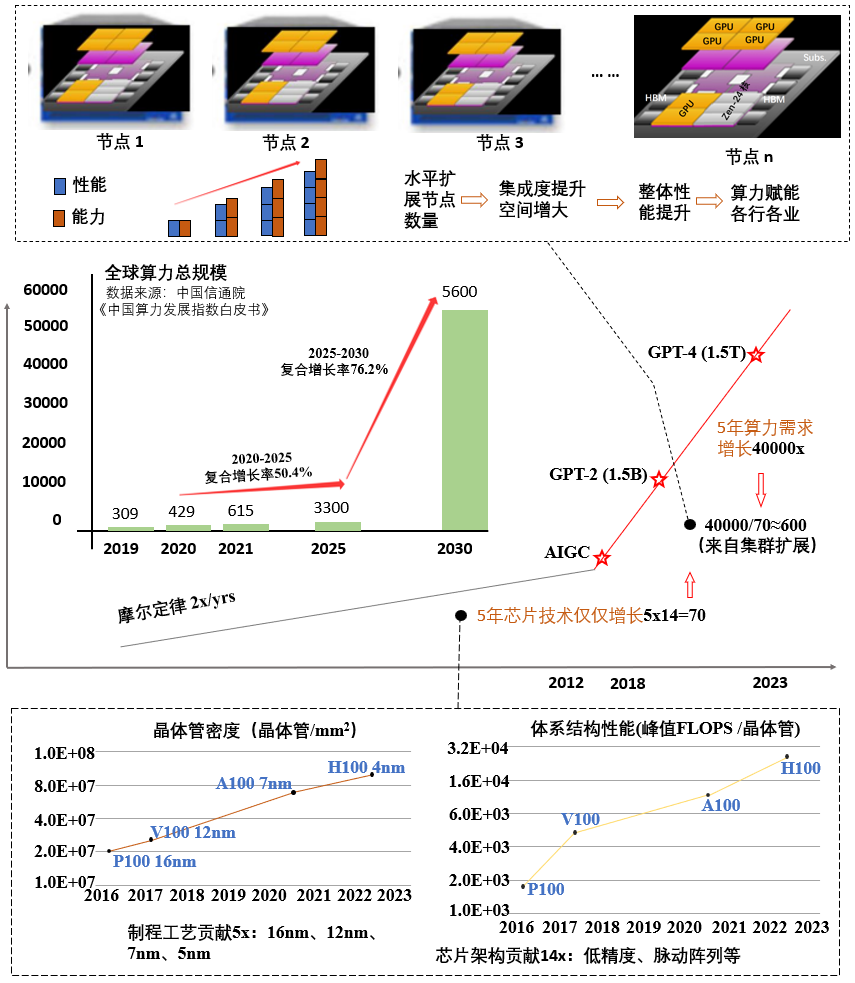 GPU GPU
GPU GPU
Subs.
HBM
GPU
Zen-24 核
HBM
... ...
节点 1
节点 2
节点 3
节点 n
性能
能力
水平扩
展节点
数量
集成度提升
空间增大
整体性
能提升
算力赋能
各行各业
全球算力总规模
数据来源：中国信通院
《中国算力发展指数白皮书》
60000
50000
40000
30000
20000
10000
0
5600
2025-2030
复合增长率76.2%
2020-2025
复合增长率50.4%
309
429
615
3300
2019
2020
2021
2025
2030
GPT-4 (1.5T)
GPT-2 (1.5B)
AIGC
5年算力需求
增长40000x
40000/70≈600
(来自集群扩展)
摩尔定律 2x/yrs
5年芯片技术仅仅增长5x14=70
2012
2018
2023
晶体管密度（晶体管/mm2）
1.0E+08
8.0E+07
4.0E+07
2.0E+07
1.0E+07
H100 4nm
A100 7nm
V100 12nm
P100 16nm
2016 2017 2018 2019 2020 2021 2022 2023
制程工艺贡献5x：16nm、12nm、
7nm、5nm
体系结构性能(峰值FLOPS /晶体管)
3.2E+04
1.6E+04
6.0E+03
4.0E+03
2.0E+03
1.0E+03
H100
A100
V100
P100
2016 2017 2018 2019 2020 2021 2022 2023
芯片架构贡献14x：低精度、脉动阵列等